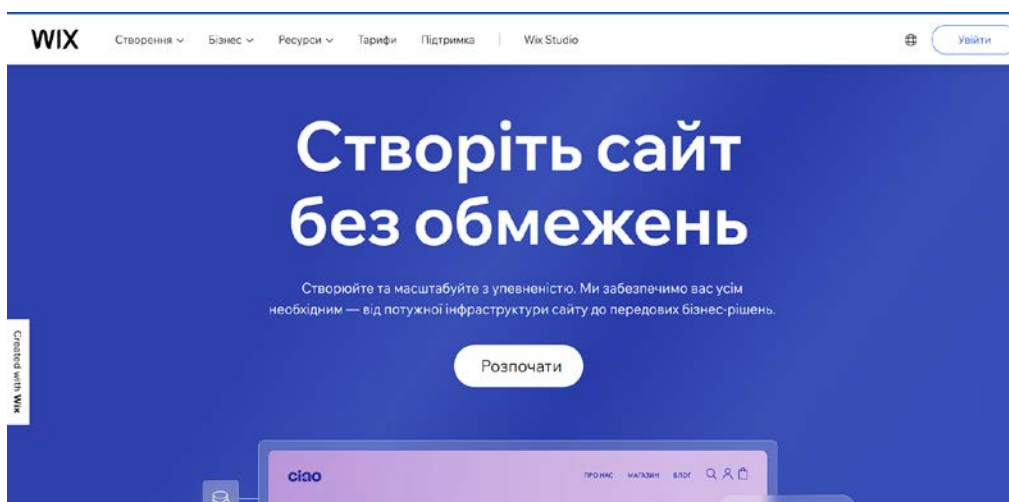 WIX Створення Бізнес Ресурси Тарифи Підтримка Wix Studio Увійти
Створіть сайт
без обмежень
Створюйте та масштабуйте з упевненістю. Ми забезпечимо вас усім
необхідним — від потужної інфраструктури сайту до передових бізнес-рішень.
Розпочати
Created with Wix
ciao ПРО НАС МАГАЗИН БЛОГ